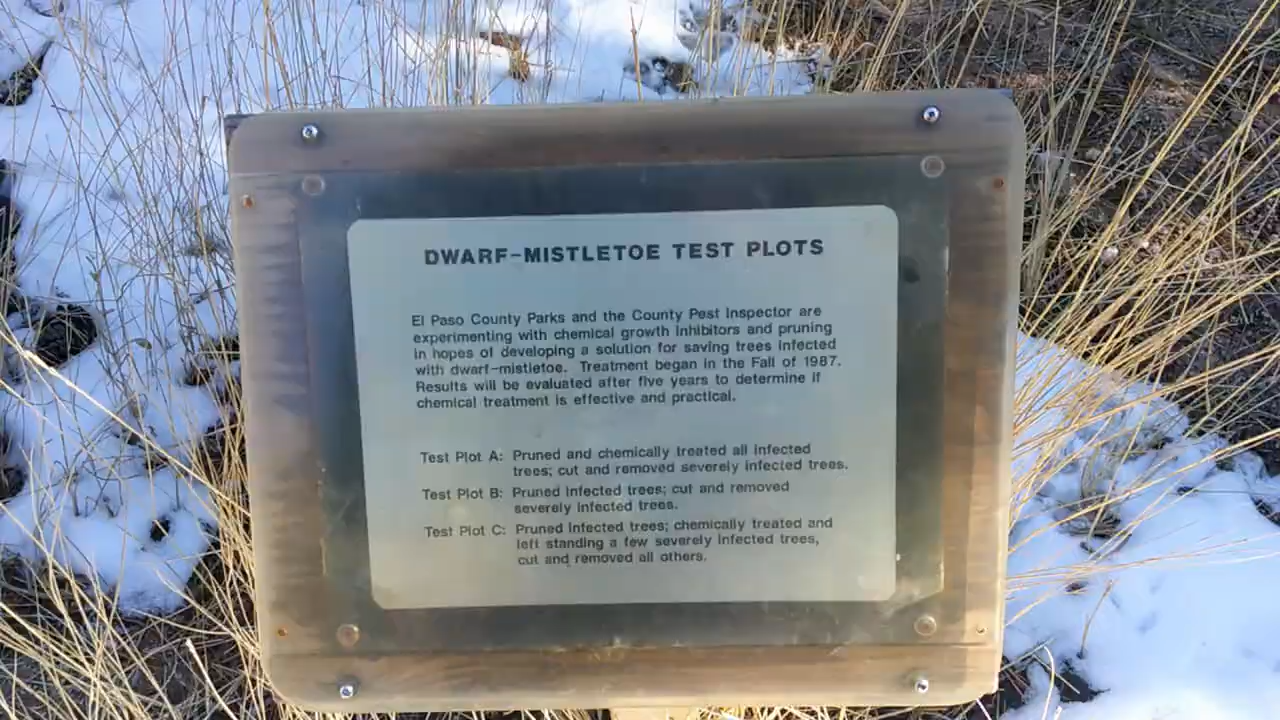 DWARF-MISTLETOE TEST PLOTS
El Paso County Parks and the County Pest Inspector are
experimenting with chemical growth inhibitors and pruning
in hopes of developing a solution for saving trees infected
with dwarf-mistletoe. Treatment began in the Fall of 1987.
Results will be evaluated after five years to determine if
chemical treatment is effective and practical.
Test Plot A: Pruned and chemically treated all infected
trees; cut and removed severely infected trees.
Test Plot B: Pruned infected trees; cut and removed
severely infected trees.
Test Plot C: Pruned infected trees; chemically treated and
left standing a few severely infected trees,
cut and removed all others.